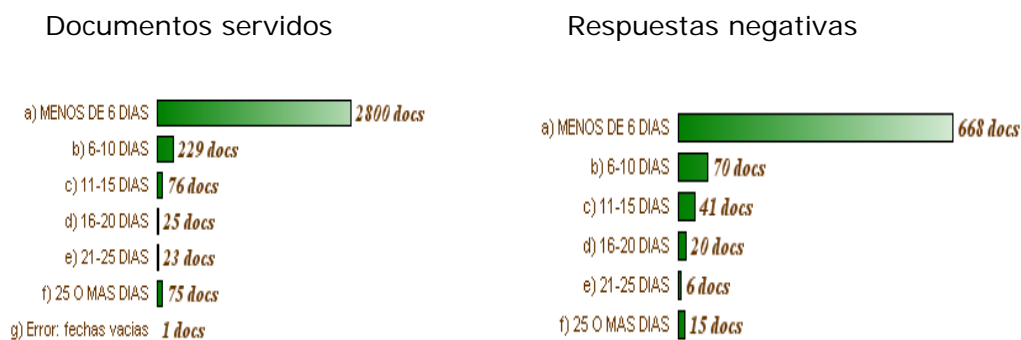 Documentos servidos
a) MENOS DE 6 DIAS 2800 docs
b) 6-10 DIAS 229 docs
c) 11-15 DIAS 76 docs
d) 16-20 DIAS 25 docs
e) 21-25 DIAS 23 docs
f) 25 O MAS DIAS 75 docs
g) Error: fechas vacias 1 docs
Respuestas negativas
a) MENOS DE 6 DIAS 668 docs
b) 6-10 DIAS 70 docs
c) 11-15 DIAS 41 docs
d) 16-20 DIAS 20 docs
e) 21-25 DIAS 6 docs
f) 25 O MAS DIAS 15 docs